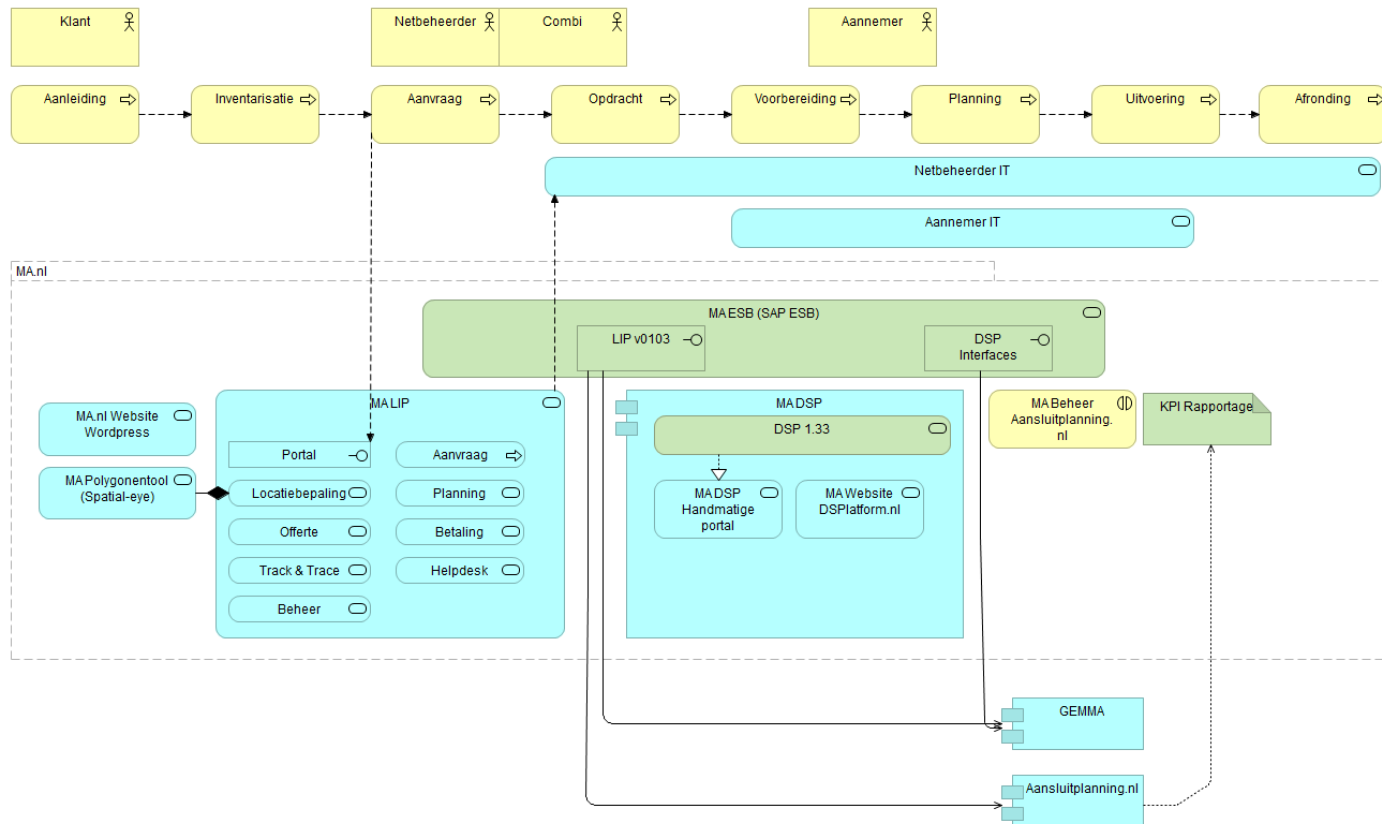 Klant
Netbeheerder
Combi
Aannemer
Aanleiding
Inventarisatie
Aanvraag
Opdracht
Voorbereiding
Planning
Uitvoering
Afronding
Netbeheerder IT
Aannemer IT
MA.nl
MA ESB (SAP ESB)
LIP v0103
DSP
Interfaces
MA.nl Website
Wordpress
MA Polygonentool
(Spatial-eye)
MA LIP
Portal
Aanvraag
Locatiebepaling
Planning
Offerte
Betaling
Track & Trace
Helpdesk
Beheer
MA DSP
DSP 1.33
MA DSP
Handmatige
portal
MA Website
DSPlatform.nl
MA Beheer
Aansluitplanning.
nl
KPI Rapportage
GEMMA
Aansluitplanning.nl